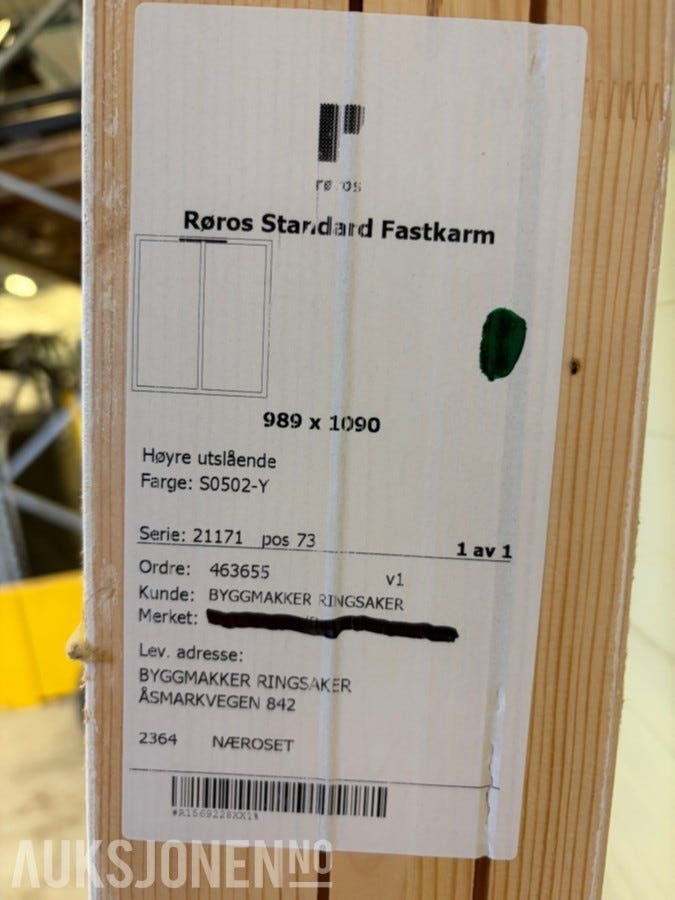 røros
Røros Standard Fastkarm
989 x 1090
Høyre utslående
Farge: S0502-Y
Serie: 21171 pos 73
1 av 1
Ordre: 463655 v1
Kunde: BYGGMAKKER RINGSAKER
Merket:
Lev. adresse:
BYGGMAKKER RINGSAKER
ÅSMARKVEGEN 842
2364 NÆROSET
AUKSJONEN.NO